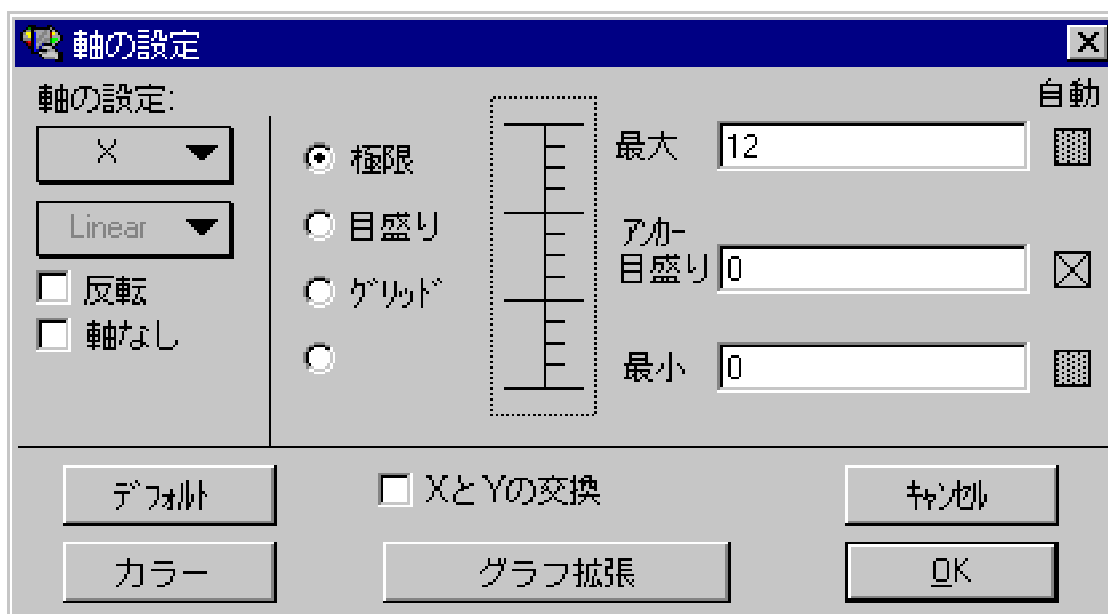 軸の設定
軸の設定:
自動
X
Linear
反転
軸なし
極限
目盛り
ｸﾞﾘｯﾄﾞ
最大
12
ｱﾝｶｰ
目盛り
0
最小
0
ﾃﾞﾌｫﾙﾄ
XとYの交換
ｷｬﾝｾﾙ
カラー
グラフ拡張
OK